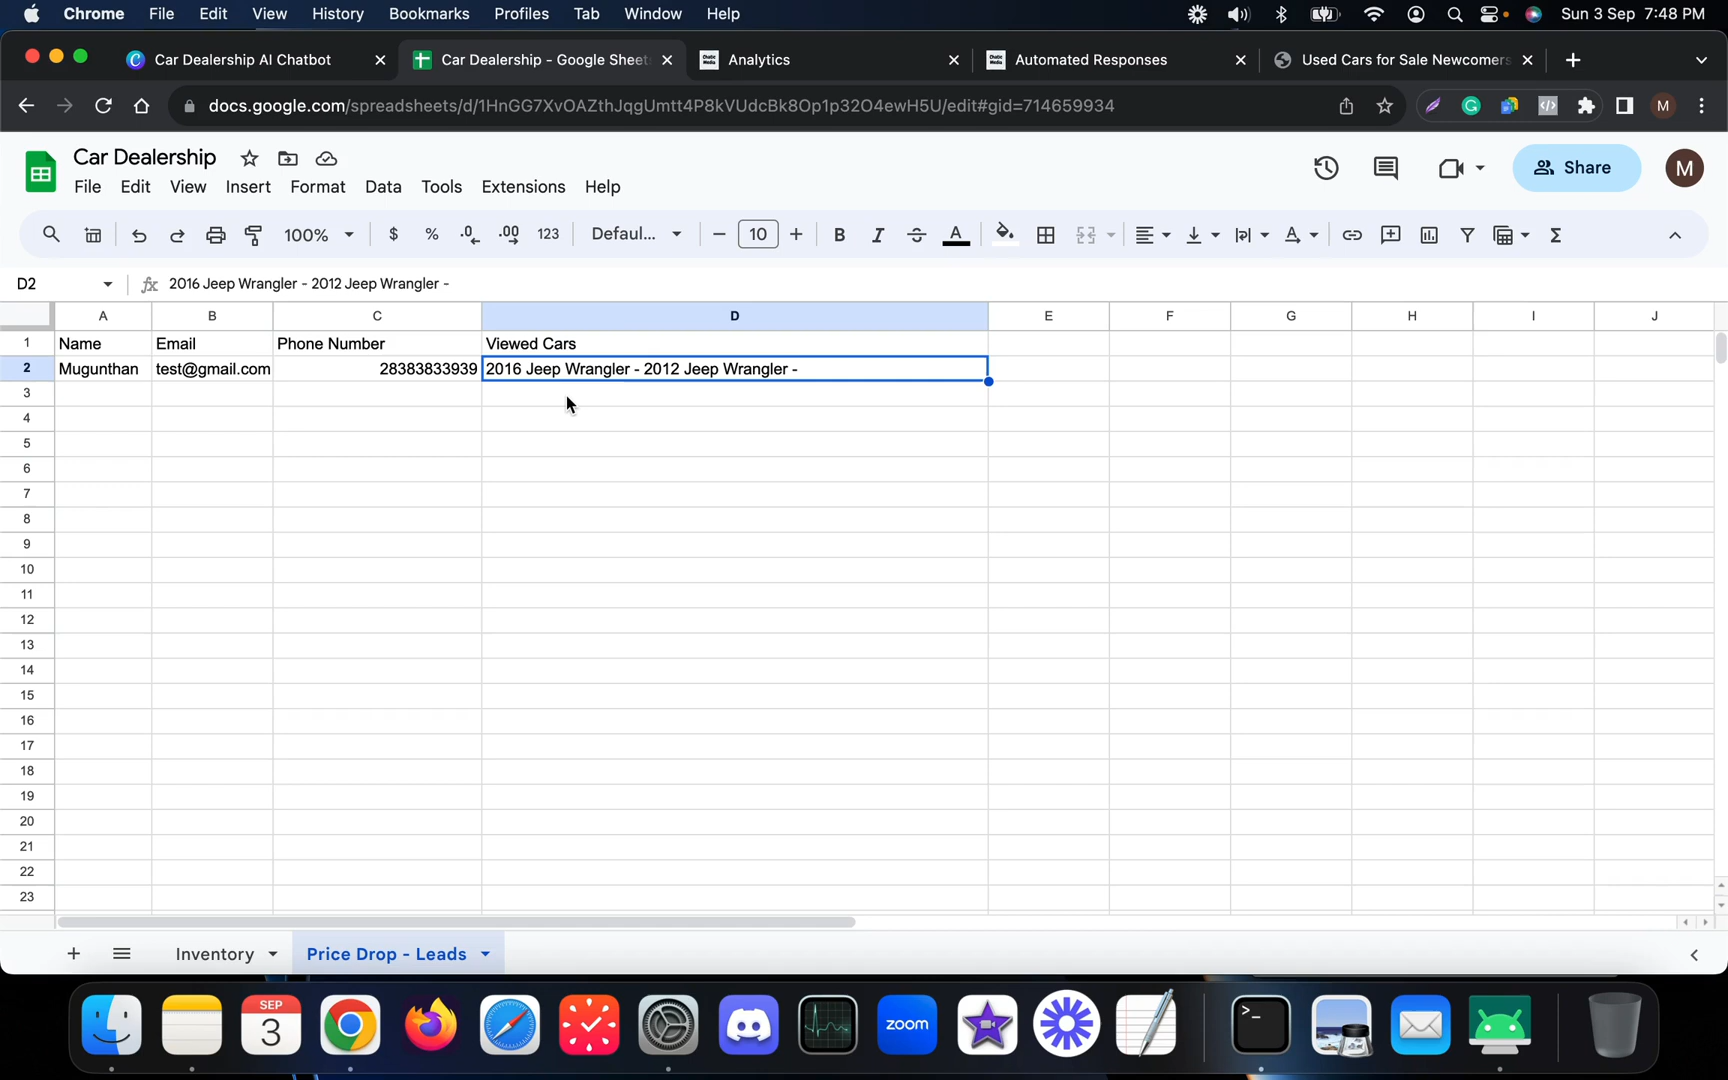 Chrome File Edit View History Bookmarks Profiles Tab Window Help Sun 3 Sep 7:48 PM
Car Dealership AI Chatbot Car Dealership - Google Sheets Analytics Automated Responses Used Cars for Sale Newcomers
docs.google.com/spreadsheets/d/1HnGG7XvOAZthJqgUmtt4P8kVUdcBk8Op1p32O4ewH5U/edit#gid=714659934 M
Car Dealership
File Edit View Insert Format Data Tools Extensions Help Share M
100% $ % .0 .00 123 Defaul... 10 B I S A
D2 fx 2016 Jeep Wrangler - 2012 Jeep Wrangler -
A B C D E F G H I J
1 Name Email Phone Number Viewed Cars
2 Mugunthan test@gmail.com 28383833939 2016 Jeep Wrangler - 2012 Jeep Wrangler -
3
4
5
6
7
8
9
10
11
12
13
14
15
16
17
18
19
20
21
22
23
Inventory Price Drop - Leads
SEP
3
zoom